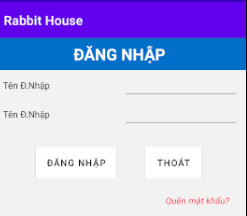 Rabbit House
ĐĂNG NHẬP
Tên Đ.Nhập
Tên Đ.Nhập
ĐĂNG NHẬP THOÁT
Quên mật khẩu?